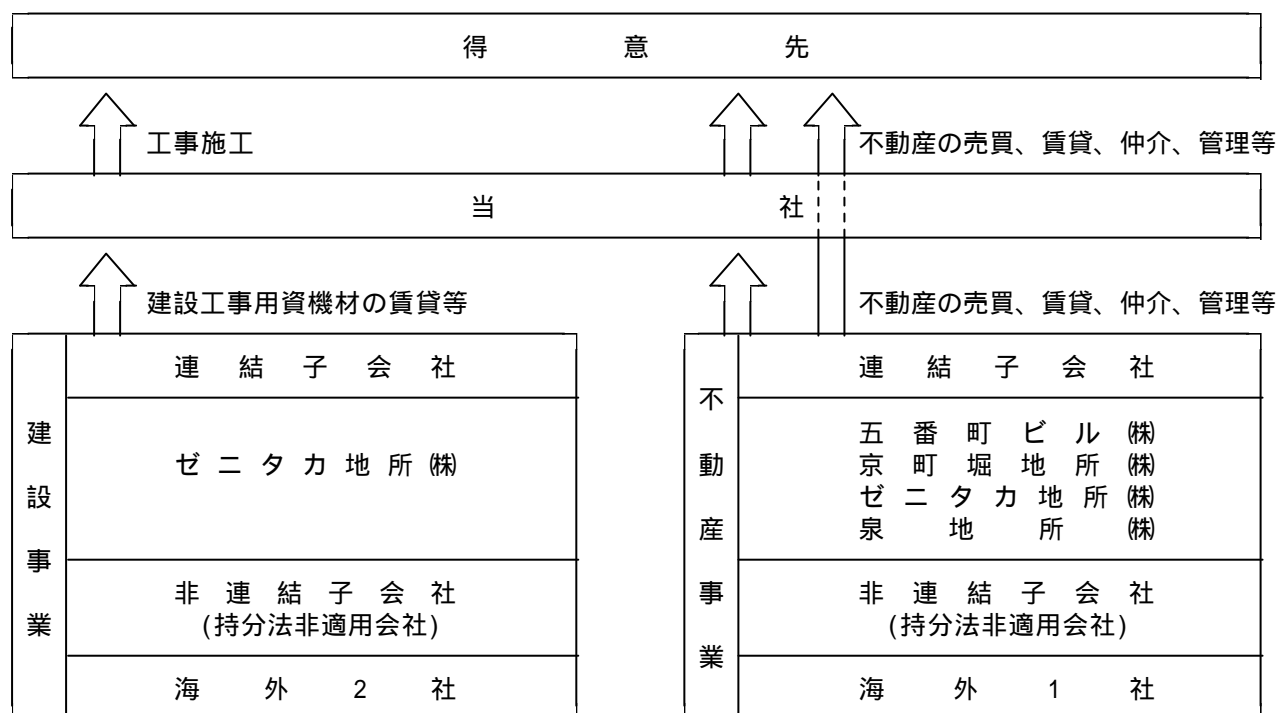 得意先
工事施工
不動産の売買、賃貸、仲介、管理等
当社
建設工事用資機材の賃貸等
不動産の売買、賃貸、仲介、管理等
建設事業
連結子会社
ゼニタカ地所㈱
非連結子会社
(持分法非適用会社)
海外2社
不動産事業
連結子会社
五番町ビル㈱
京町堀地所㈱
ゼニタカ地所㈱
泉地所㈱
非連結子会社
(持分法非適用会社)
海外1社